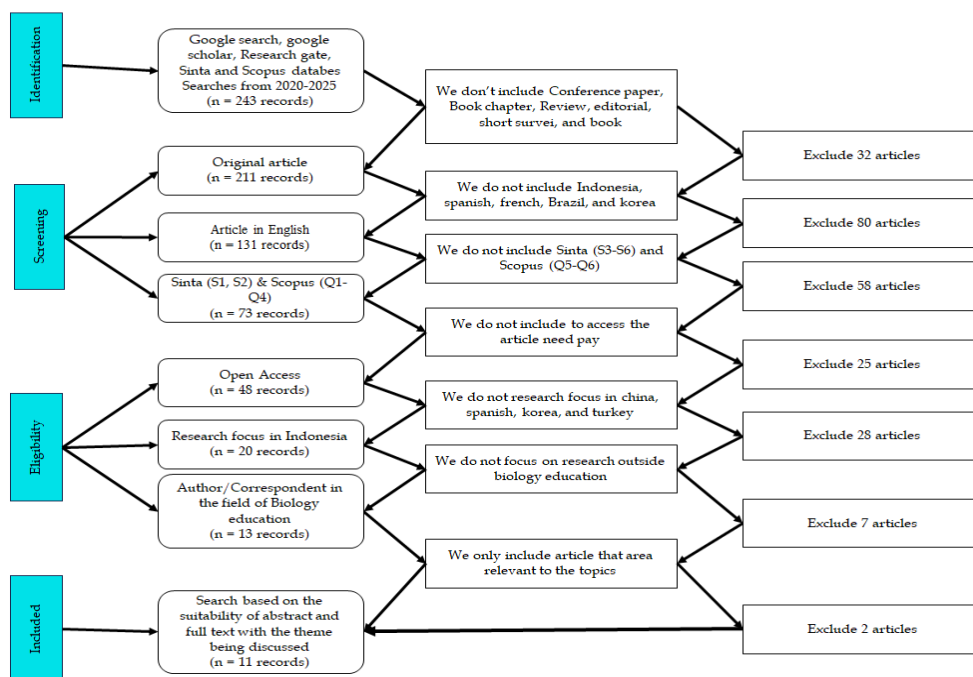 Identification
Google search, google
scholar, Research gate,
Sinta and Scopus databes
Searches from 2020-2025
(n = 243 records)
We don't include Conference paper,
Book chapter, Review, editorial,
short survei, and book
Exclude 32 articles
Screening
Original article
(n = 211 records)
We do not include Indonesia,
spanish, french, Brazil, and korea
Exclude 80 articles
Article in English
(n = 131 records)
We do not include Sinta (S3-S6) and
Scopus (Q5-Q6)
Exclude 58 articles
Sinta (S1, S2) & Scopus (Q1-
Q4)
(n = 73 records)
We do not include to access the
article need pay
Exclude 25 articles
Eligibility
Open Access
(n = 48 records)
We do not research focus in china,
spanish, korea, and turkey
Exclude 28 articles
Research focus in Indonesia
(n = 20 records)
We do not focus on research outside
biology education
Exclude 7 articles
Author/Correspondent in
the field of Biology
education
(n = 13 records)
We only include article that area
relevant to the topics
Exclude 2 articles
Included
Search based on the
suitability of abstract and
full text with the theme
being discussed
(n = 11 records)